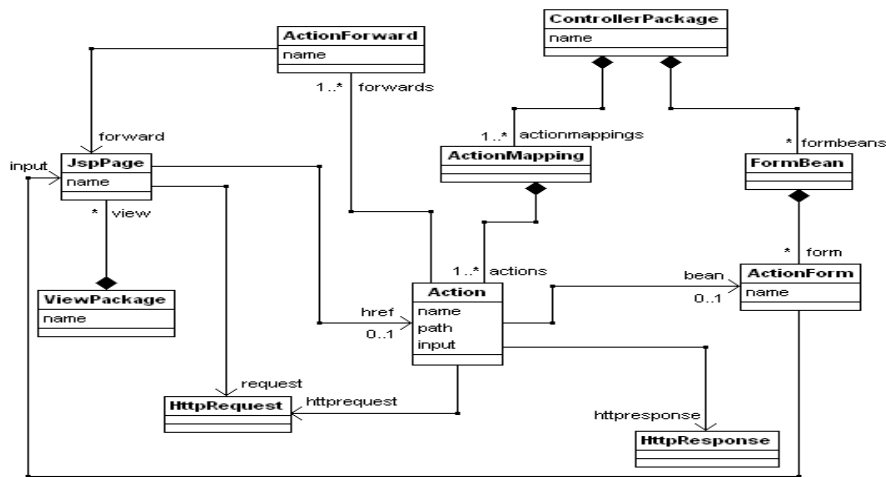 ControllerPackage
name
ActionForward
name
1..* forwards
forward
1..* actionmappings
* formbeans
input
JspPage
name
ActionMapping
FormBean
* view
1..* actions
* form
ViewPackage
name
Action
name
path
input
href
0..1
bean
0..1
ActionForm
name
request
HttpRequest
httprequest
httpresponse
HttpResponse